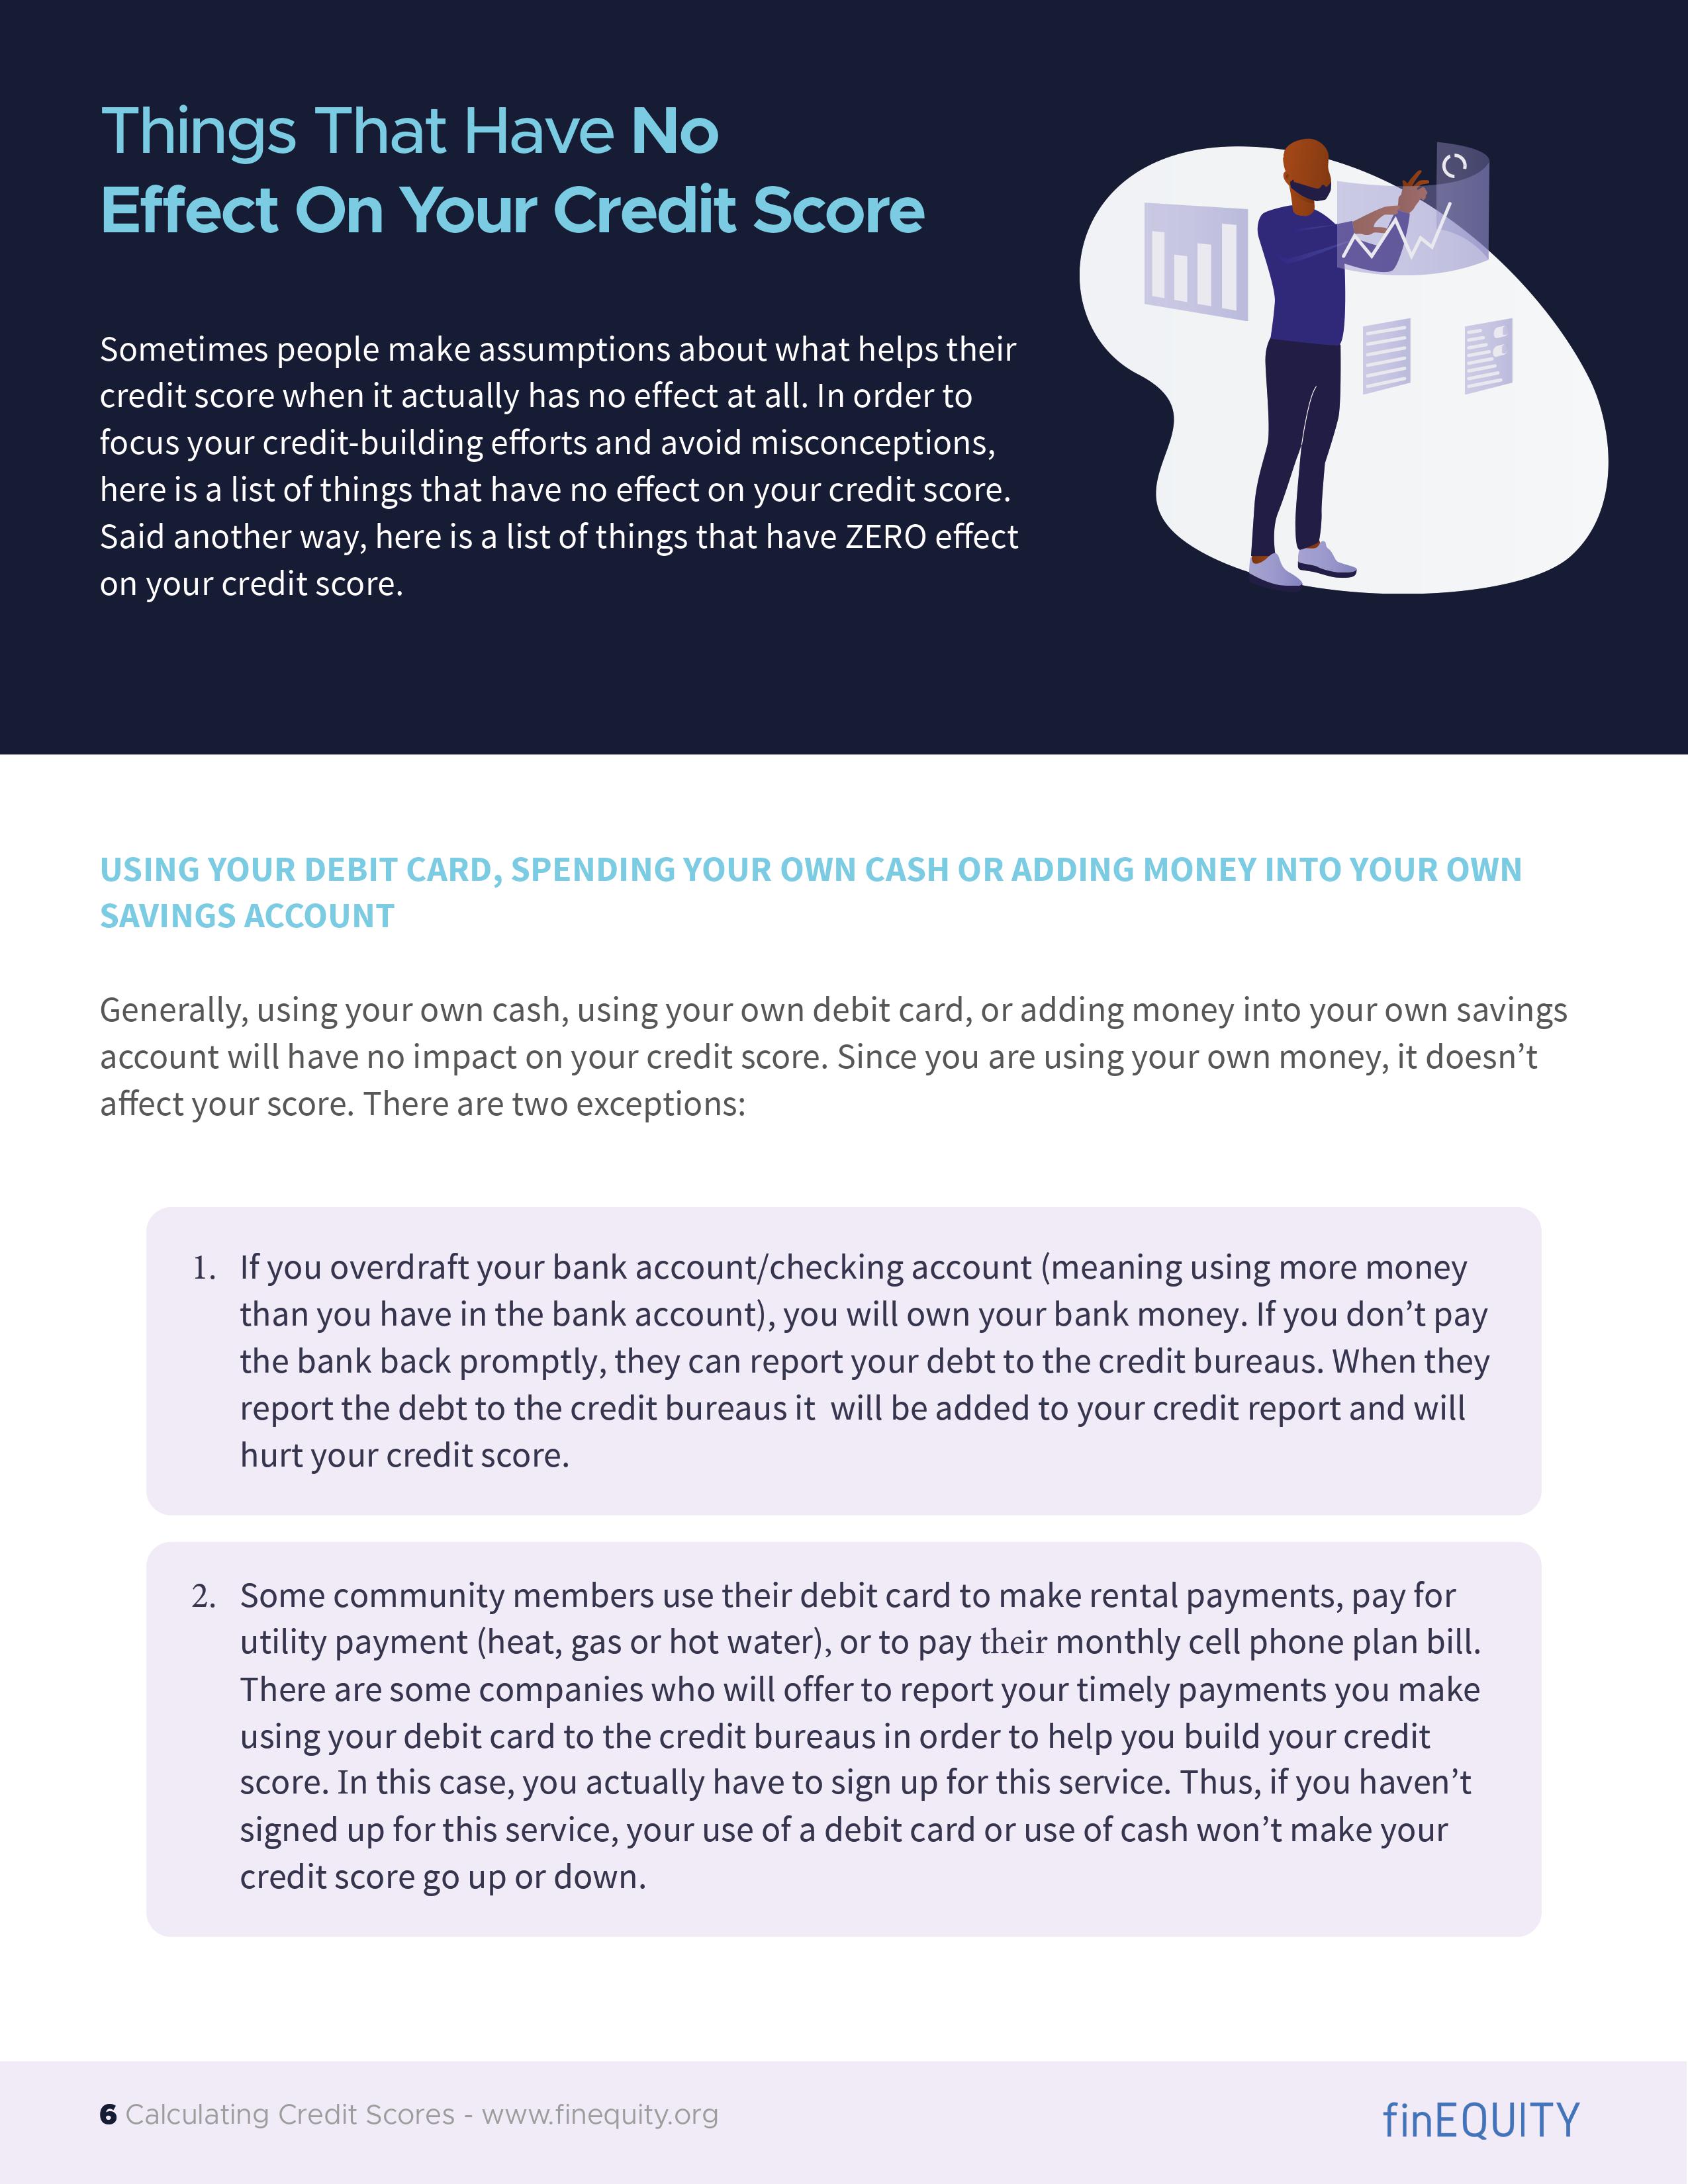 Things That Have No
Effect On Your Credit Score
Sometimes people make assumptions about what helps their
credit score when it actually has no effect at all. In order to
focus your credit-building efforts and avoid misconceptions,
here is a list of things that have no effect on your credit score.
Said another way, here is a list of things that have ZERO effect
on your credit score.
USING YOUR DEBIT CARD, SPENDING YOUR OWN CASH OR ADDING MONEY INTO YOUR OWN
SAVINGS ACCOUNT
Generally, using your own cash, using your own debit card, or adding money into your own savings
account will have no impact on your credit score. Since you are using your own money, it doesn’t
affect your score. There are two exceptions:
1. If you overdraft your bank account/checking account (meaning using more money
than you have in the bank account), you will own your bank money. If you don’t pay
the bank back promptly, they can report your debt to the credit bureaus. When they
report the debt to the credit bureaus it  will be added to your credit report and will
hurt your credit score.
2. Some community members use their debit card to make rental payments, pay for
utility payment (heat, gas or hot water), or to pay their monthly cell phone plan bill.
There are some companies who will offer to report your timely payments you make
using your debit card to the credit bureaus in order to help you build your credit
score. In this case, you actually have to sign up for this service. Thus, if you haven’t
signed up for this service, your use of a debit card or use of cash won’t make your
credit score go up or down.
6 Calculating Credit Scores - www.finequity.org
finEQUITY